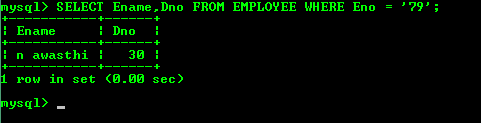 mysql> SELECT Ename,Dno FROM EMPLOYEE WHERE Eno = '79';
+-----------+------+
| Ename     | Dno  |
+-----------+------+
| n awasthi |   30 |
+-----------+------+
1 row in set (0.00 sec)
mysql> _